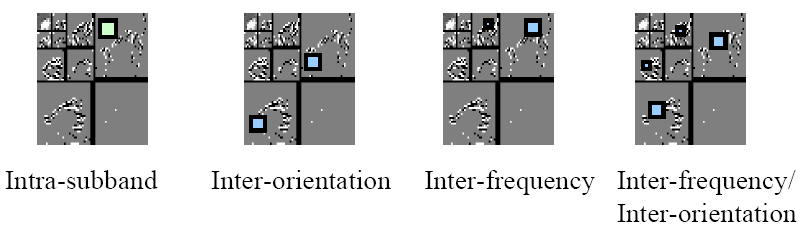 Intra-subband
Inter-orientation
Inter-frequency
Inter-frequency/
Inter-orientation